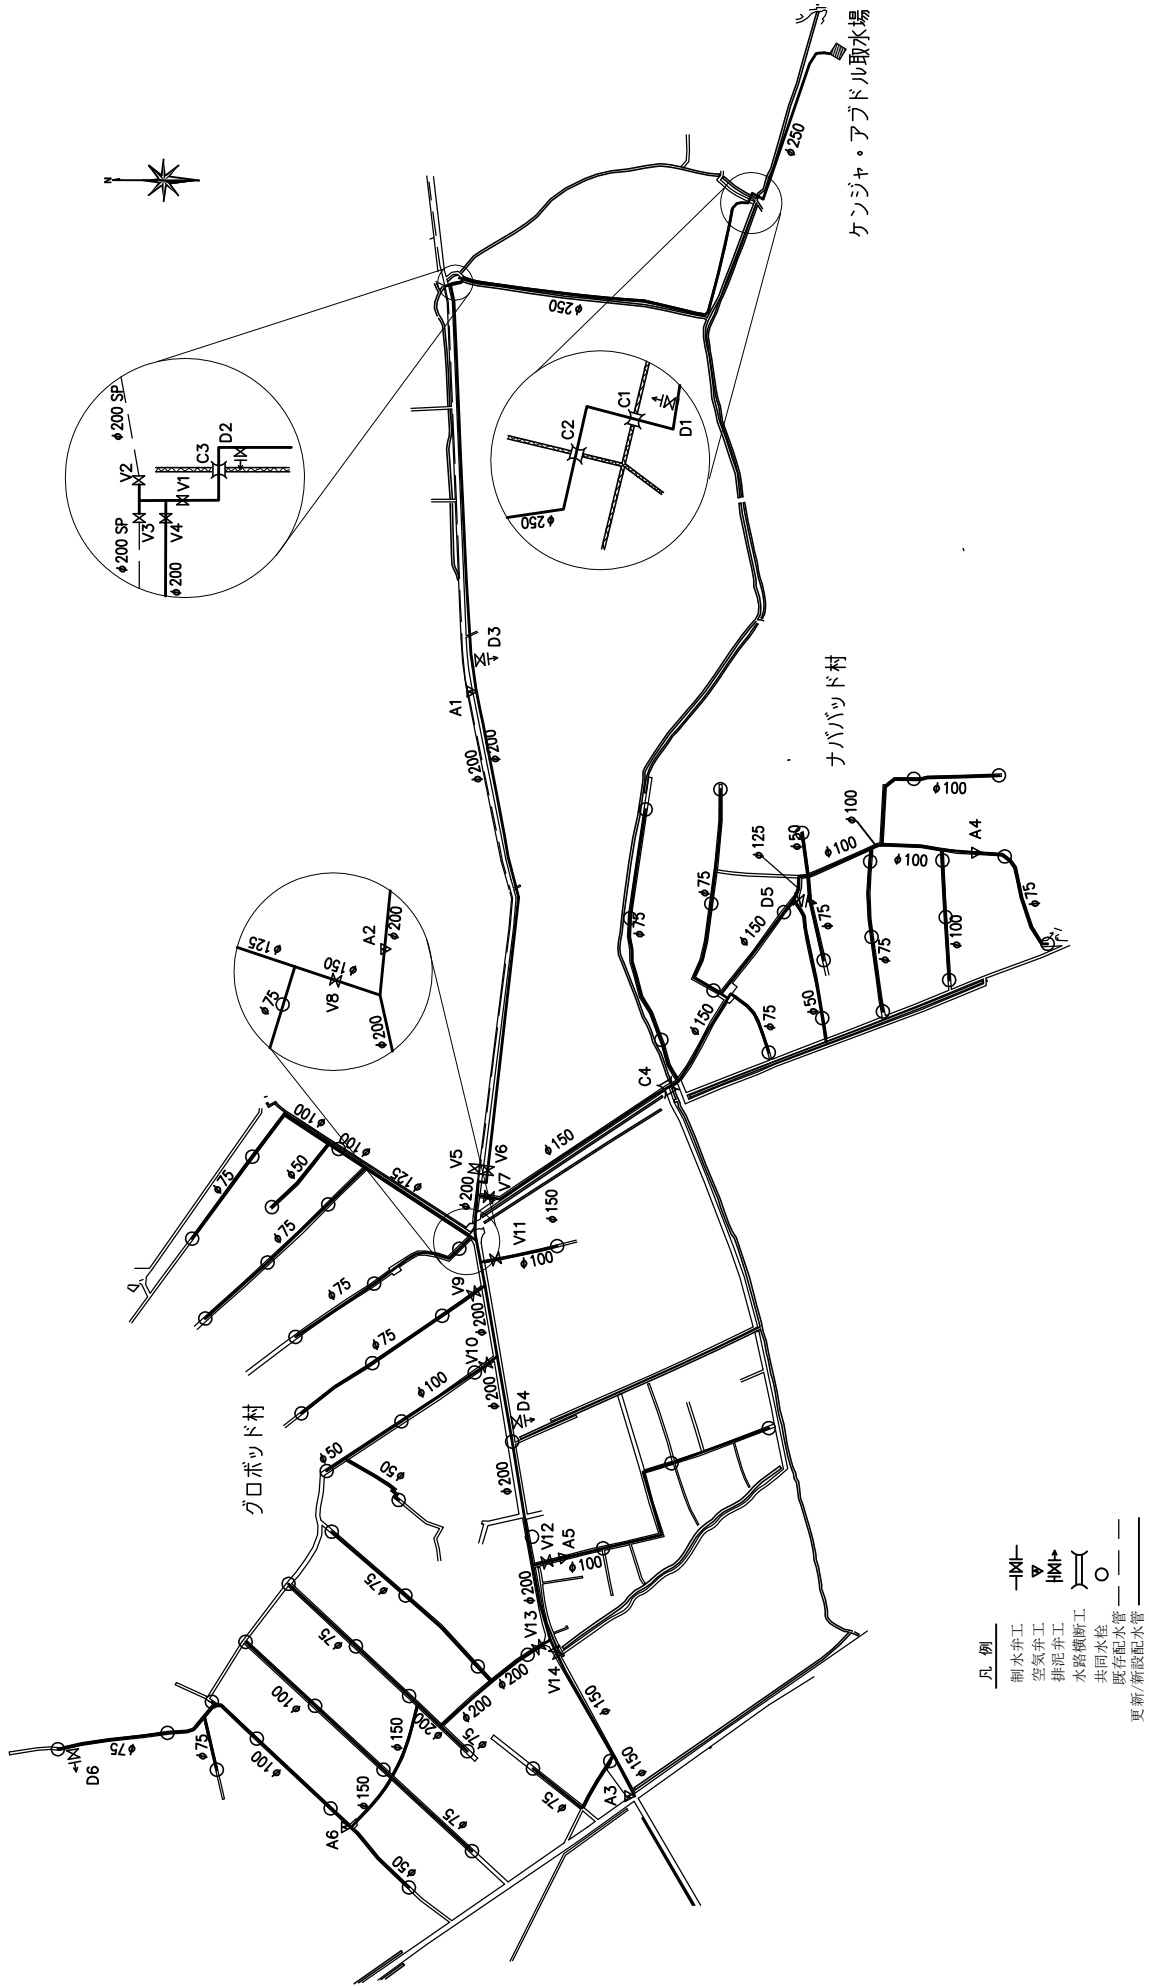 N
ケンジャ・アブドル取水場
φ250
φ250
φ200 SP
V2
D2
C3
V1
V3
V4
φ200 SP
φ200
C1
C2
D1
φ250
D3
A1
φ200
φ200
ナババッド村
φ100
φ100
A4
φ100
φ100
φ50
φ125
D5
φ75
φ75
φ150
φ75
φ100
φ75
φ50
φ75
φ75
φ150
φ75
C4
φ125
A2
φ200
φ150
V8
φ75
φ200
φ100
φ100
φ50
φ75
φ125
φ75
V5
V6
V7
φ200
φ150
φ150
V11
φ100
φ75
V9
φ200
φ75
V10
φ200
φ100
D4
グロボッド村
φ50
φ50
φ200
V12
A5
φ100
φ200
V13
V14
φ75
φ75
φ200
φ200
φ200
φ75
φ100
φ150
φ150
φ75
φ75
φ100
D6
A6
φ50
φ75
φ75
φ150
φ150
A3
凡 例
制水弁工
空気弁工
排泥弁工
水路横断工
共同水栓
既存配水管
更新/新設配水管